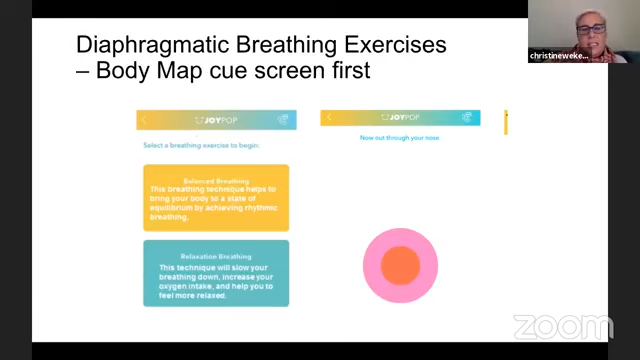 Diaphragmatic Breathing Exercises
– Body Map cue screen first
christineweke...
JOYPOP
Select a breathing exercise to begin:
Balanced Breathing
This breathing technique helps to
bring your body to a state of
equilibrium by achieving rhythmic
breathing.
Relaxation Breathing
This technique will slow your
breathing down, increase your
oxygen intake, and help you to
feel more relaxed.
JOYPOP
Now out through your nose.
zoom